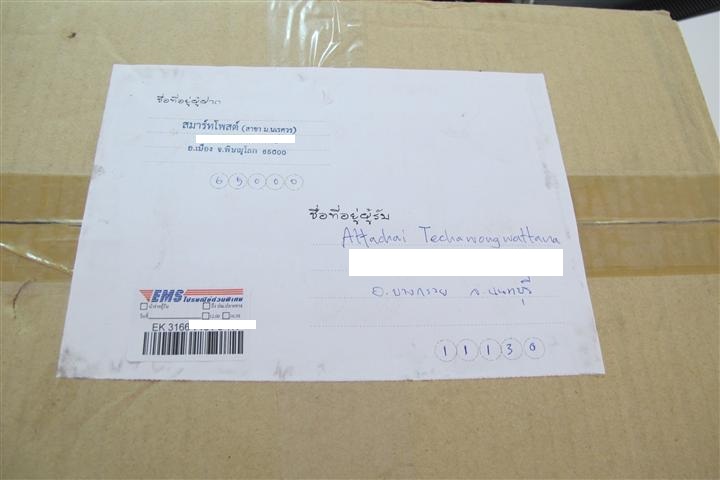 ชื่อที่อยู่ผู้ฝาก
สมาร์ทโพสต์ (สาขา ม.นเรศวร)
อ.เมือง จ.พิษณุโลก 65000
65000
ชื่อที่อยู่ผู้รับ
Attachai Techawongwattana
อ.บางกรวย จ.นนทบุรี
11130
EMS ไปรษณีย์ด่วนพิเศษ
EK 3166